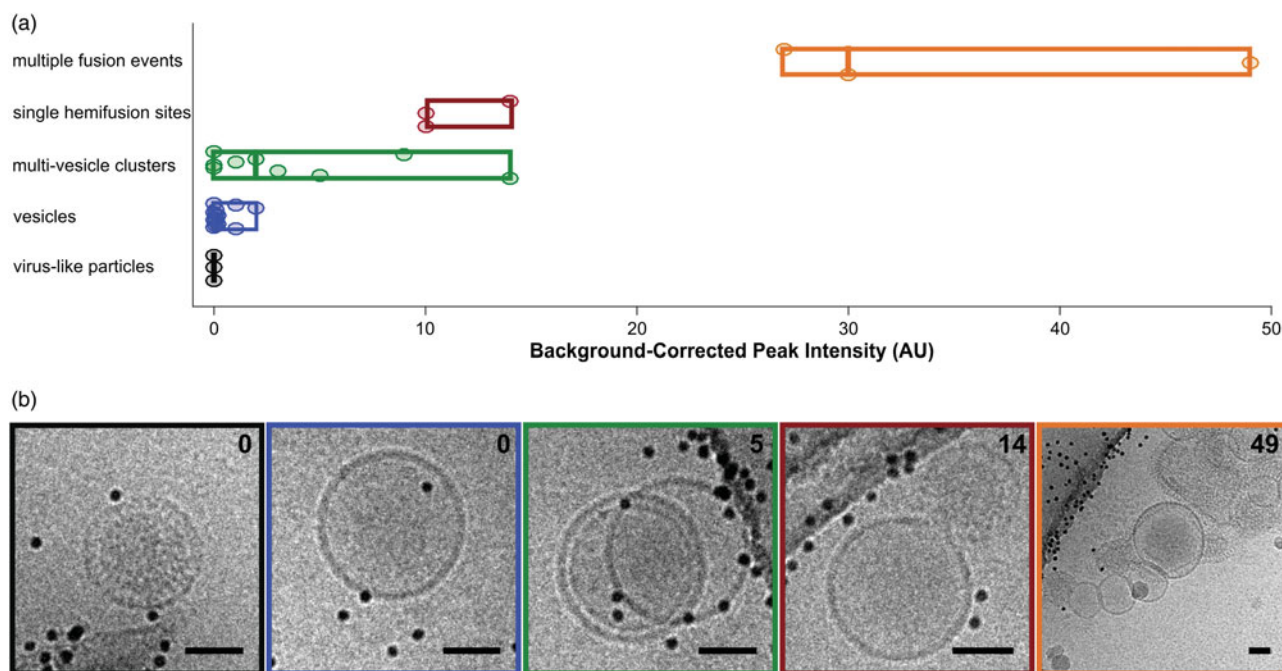 (a)
multiple fusion events
single hemifusion sites
multi-vesicle clusters
vesicles
virus-like particles
0 10 20 30 40 50
Background-Corrected Peak Intensity (AU)
(b)
0 0 5 14 49